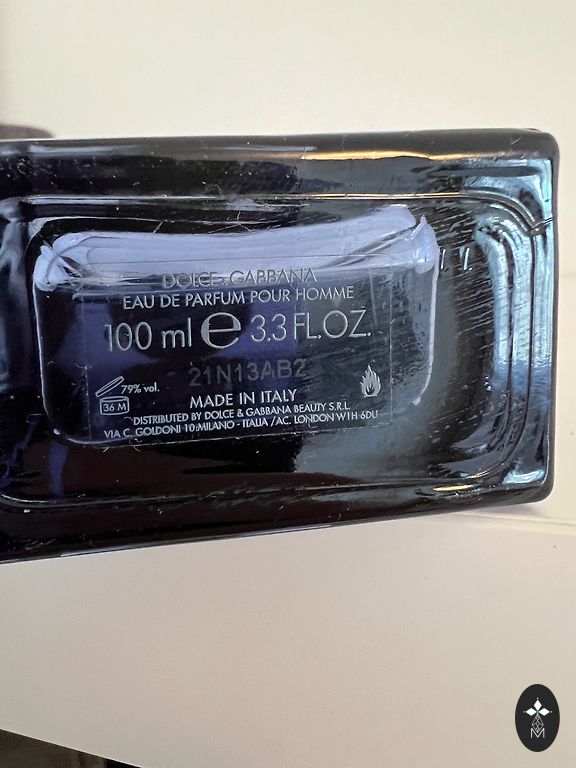 DOLCE & GABBANA
EAU DE PARFUM POUR HOMME
100 ml ℮ 3.3 FL.OZ.
21N13AB2
79% vol.
36 M
MADE IN ITALY
DISTRIBUTED BY DOLCE & GABBANA BEAUTY S.R.L.
VIA C. GOLDONI 10 MILANO - ITALIA /AC. LONDON W1H 6DU
M